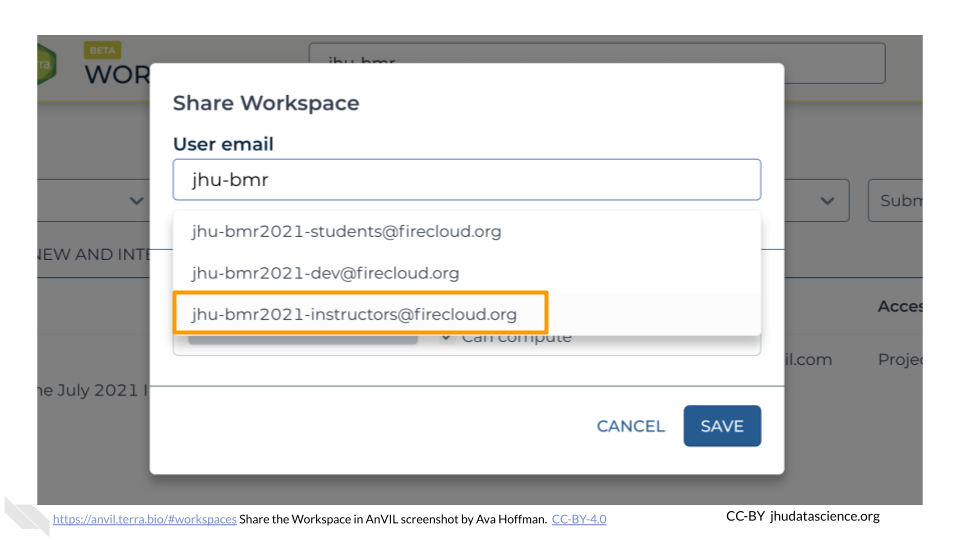 BETA
WOR
jhu-bmr
Share Workspace
User email
jhu-bmr
Subm
jhu-bmr2021-students@firecloud.org
NEW AND INTE
jhu-bmr2021-dev@firecloud.org
jhu-bmr2021-instructors@firecloud.org
Acces
Can compute
il.com
Projec
ne July 2021 I
CANCEL
SAVE
https://anvil.terra.bio/#workspaces Share the Workspace in AnVIL screenshot by Ava Hoffman. CC-BY-4.0
CC-BY jhudatascience.org